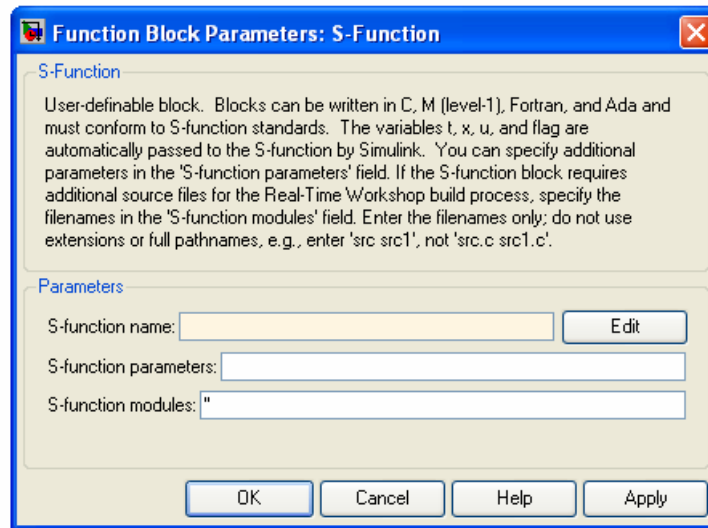 Function Block Parameters: S-Function
S-Function
User-definable block.  Blocks can be written in C, M (level-1), Fortran, and Ada and
must conform to S-function standards.  The variables t, x, u, and flag are
automatically passed to the S-function by Simulink.  You can specify additional
parameters in the 'S-function parameters' field. If the S-function block requires
additional source files for the Real-Time Workshop build process, specify the
filenames in the 'S-function modules' field. Enter the filenames only; do not use
extensions or full pathnames, e.g., enter 'src src1', not 'src.c src1.c'.
Parameters
S-function name: Edit
S-function parameters:
S-function modules: ''
OK Cancel Help Apply